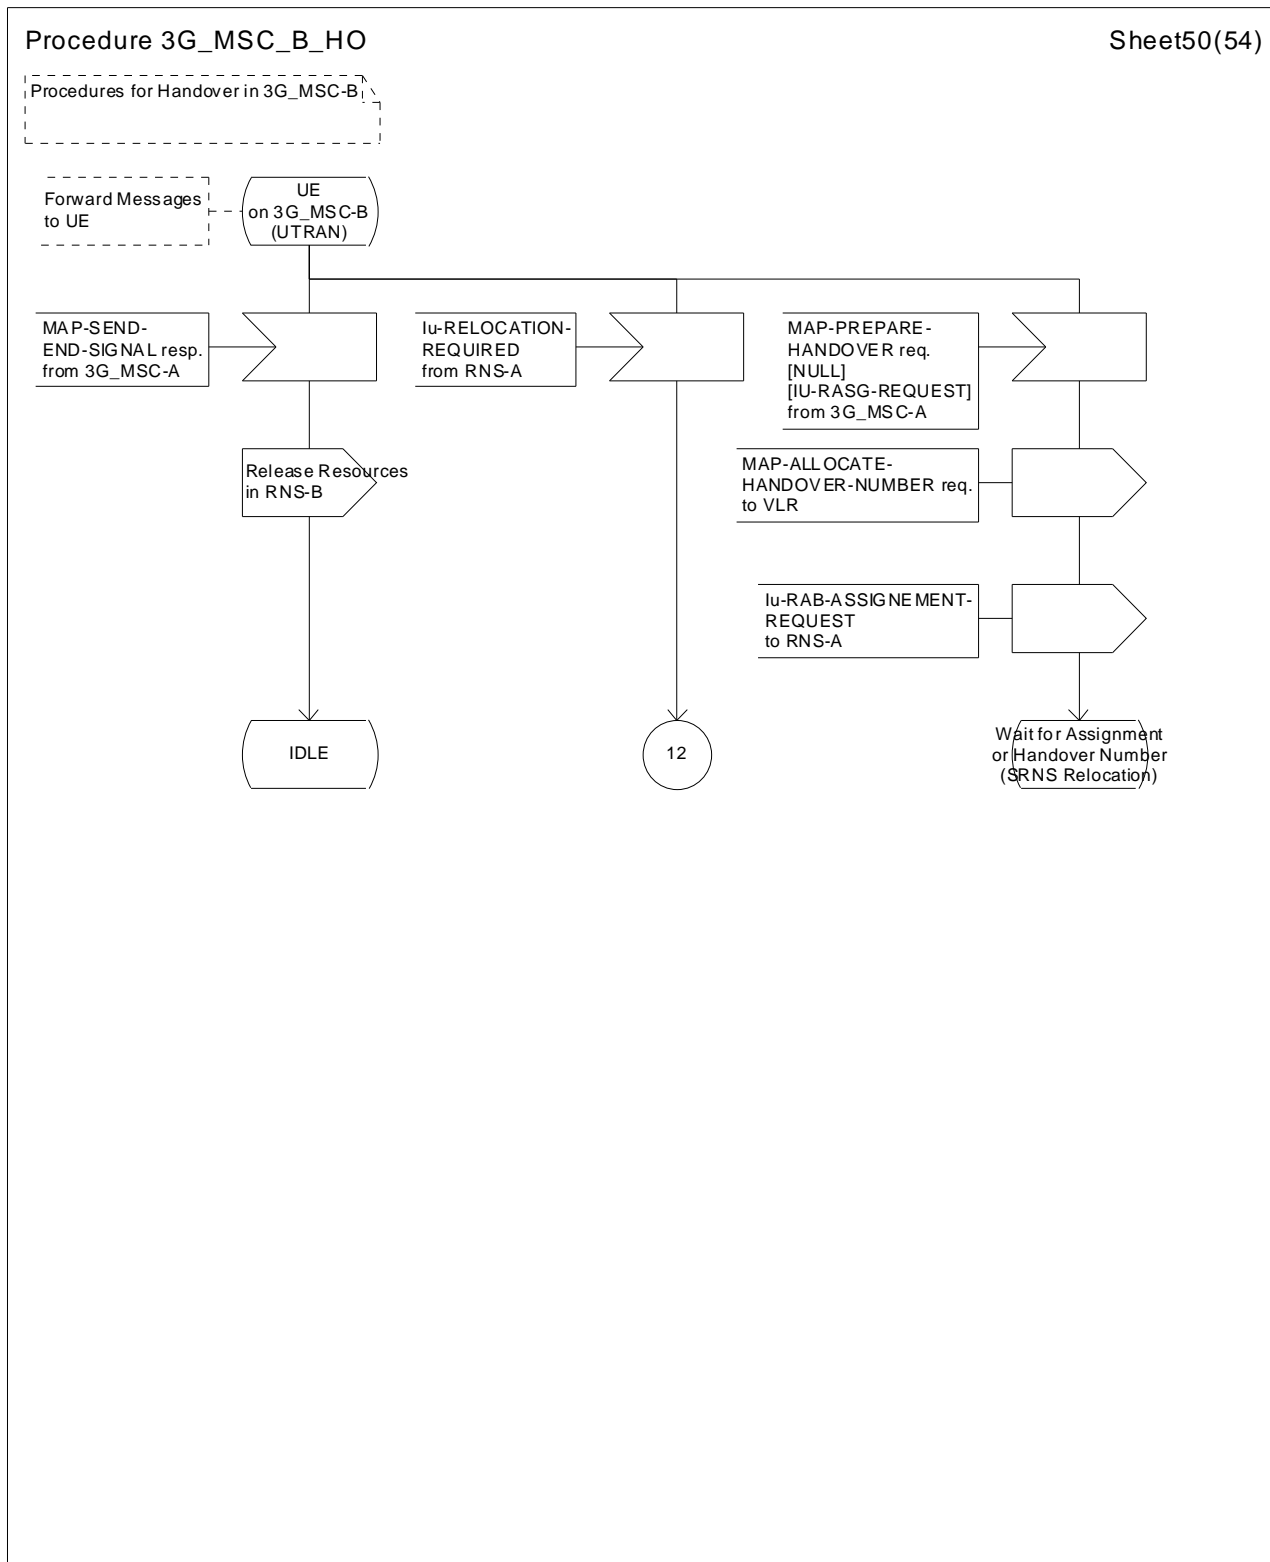 Procedure 3G_MSC_B_HO
Sheet50(54)
Procedures for Handover in 3G_MSC-B
Forward Messages
to UE
UE
on 3G_MSC-B
(UTRAN)
MAP-SEND-
END-SIGNAL resp.
from 3G_MSC-A
Iu-RELOCATION-
REQUIRED
from RNS-A
MAP-PREPARE-
HANDOVER req.
[NULL]
[IU-RASG-REQUEST]
from 3G_MSC-A
Release Resources
in RNS-B
MAP-ALLOCATE-
HANDOVER-NUMBER req.
to VLR
Iu-RAB-ASSIGNEMENT-
REQUEST
to RNS-A
IDLE
12
Wait for Assignment
or Handover Number
(SRNS Relocation)